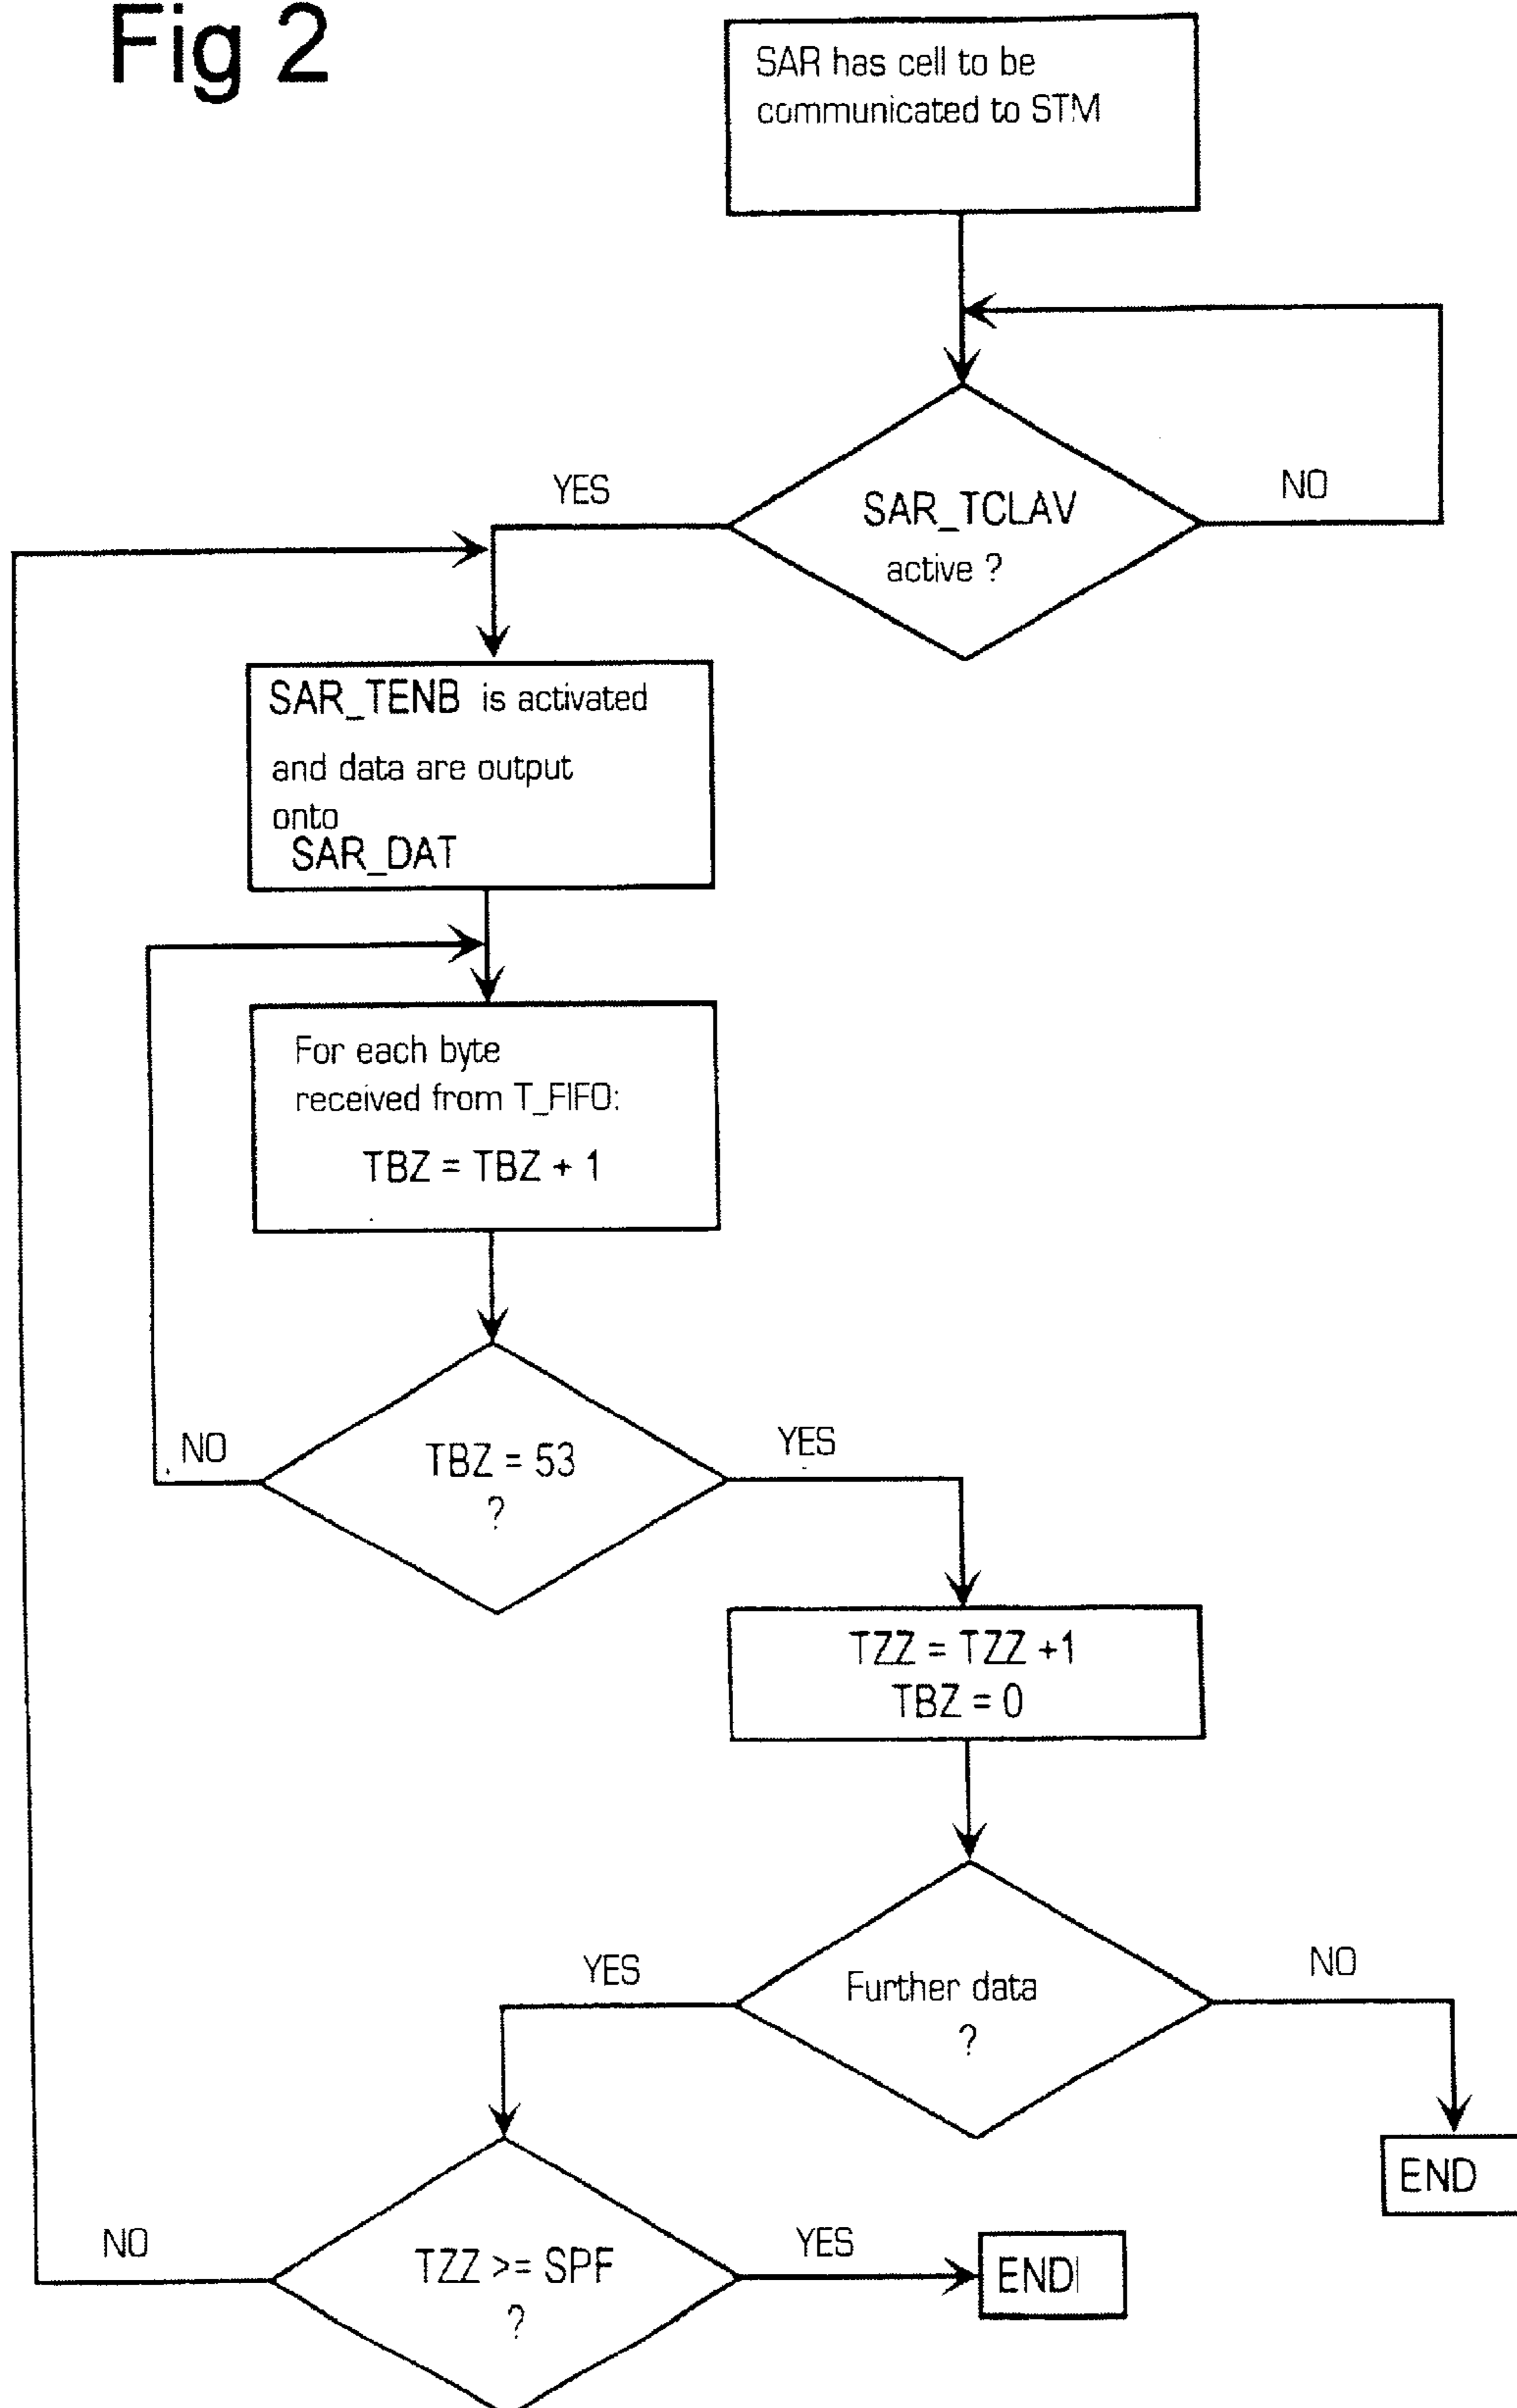 Fig 2
SAR has cell to be
communicated to STM
YES
NO
SAR_TCLAV
active ?
SAR_TENB is activated
and data are output
onto
SAR_DAT
For each byte
received from T_FIFO:
TBZ = TBZ + 1
NO
TBZ = 53
?
YES
TZZ = TZZ +1
TBZ = 0
YES
Further data
?
NO
END
NO
TZZ >= SPF
?
YES
END